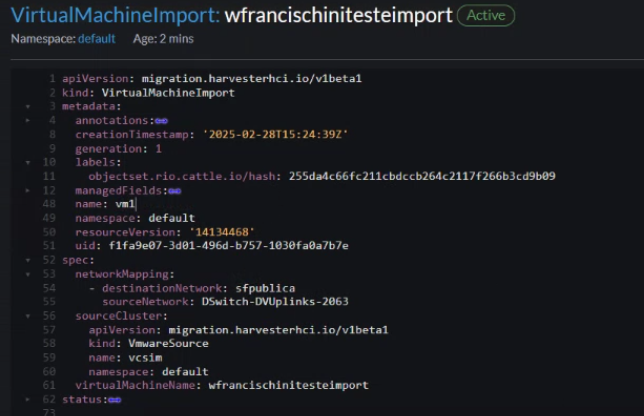 VirtualMachineImport: wfrancischinitesteimport Active
Namespace: default Age: 2 mins
1 apiVersion: migration.harvesterhci.io/v1beta1
2 kind: VirtualMachineImport
3 metadata:
4 annotations:
8 creationTimestamp: '2025-02-28T15:24:39Z'
9 generation: 1
10 labels:
11 objectset.rio.cattle.io/hash: 255da4c66fc211cbdccb264c2117f266b3cd9b09
12 managedFields:
48 name: vm1
49 namespace: default
50 resourceVersion: '14134468'
51 uid: f1fa9e07-3d01-496d-b757-1030fa0a7b7e
52 spec:
53 networkMapping:
54 - destinationNetwork: sfpublica
55 sourceNetwork: DSwitch-DVUplinks-2063
56 sourceCluster:
57 apiVersion: migration.harvesterhci.io/v1beta1
58 kind: VmwareSource
59 name: vcsim
60 namespace: default
61 virtualMachineName: wfrancischinitesteimport
62 status:
73